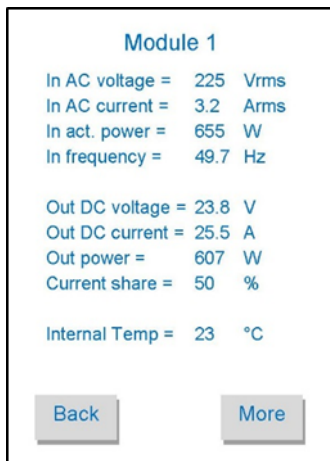 Module 1
In AC voltage = 225 Vrms
In AC current = 3.2 Arms
In act. power = 655 W
In frequency = 49.7 Hz
Out DC voltage = 23.8 V
Out DC current = 25.5 A
Out power = 607 W
Current share = 50 %
Internal Temp = 23 °C
Back More